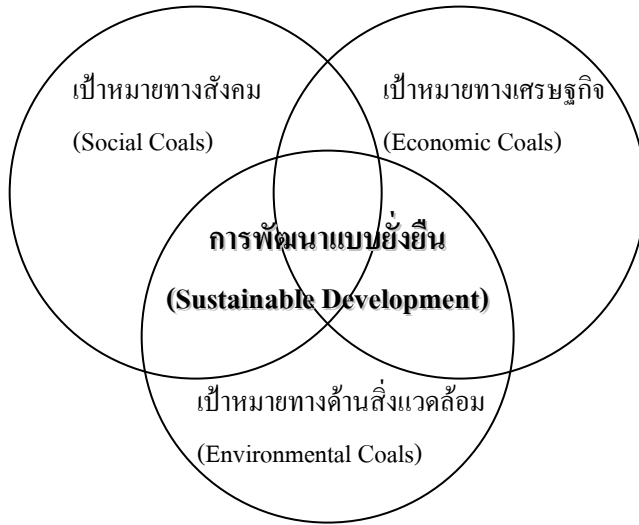 เป้าหมายทางสังคม
(Social Coals)
เป้าหมายทางเศรษฐกิจ
(Economic Coals)
การพัฒนาแบบยั่งยืน
(Sustainable Development)
เป้าหมายทางด้านสิ่งแวดล้อม
(Environmental Coals)